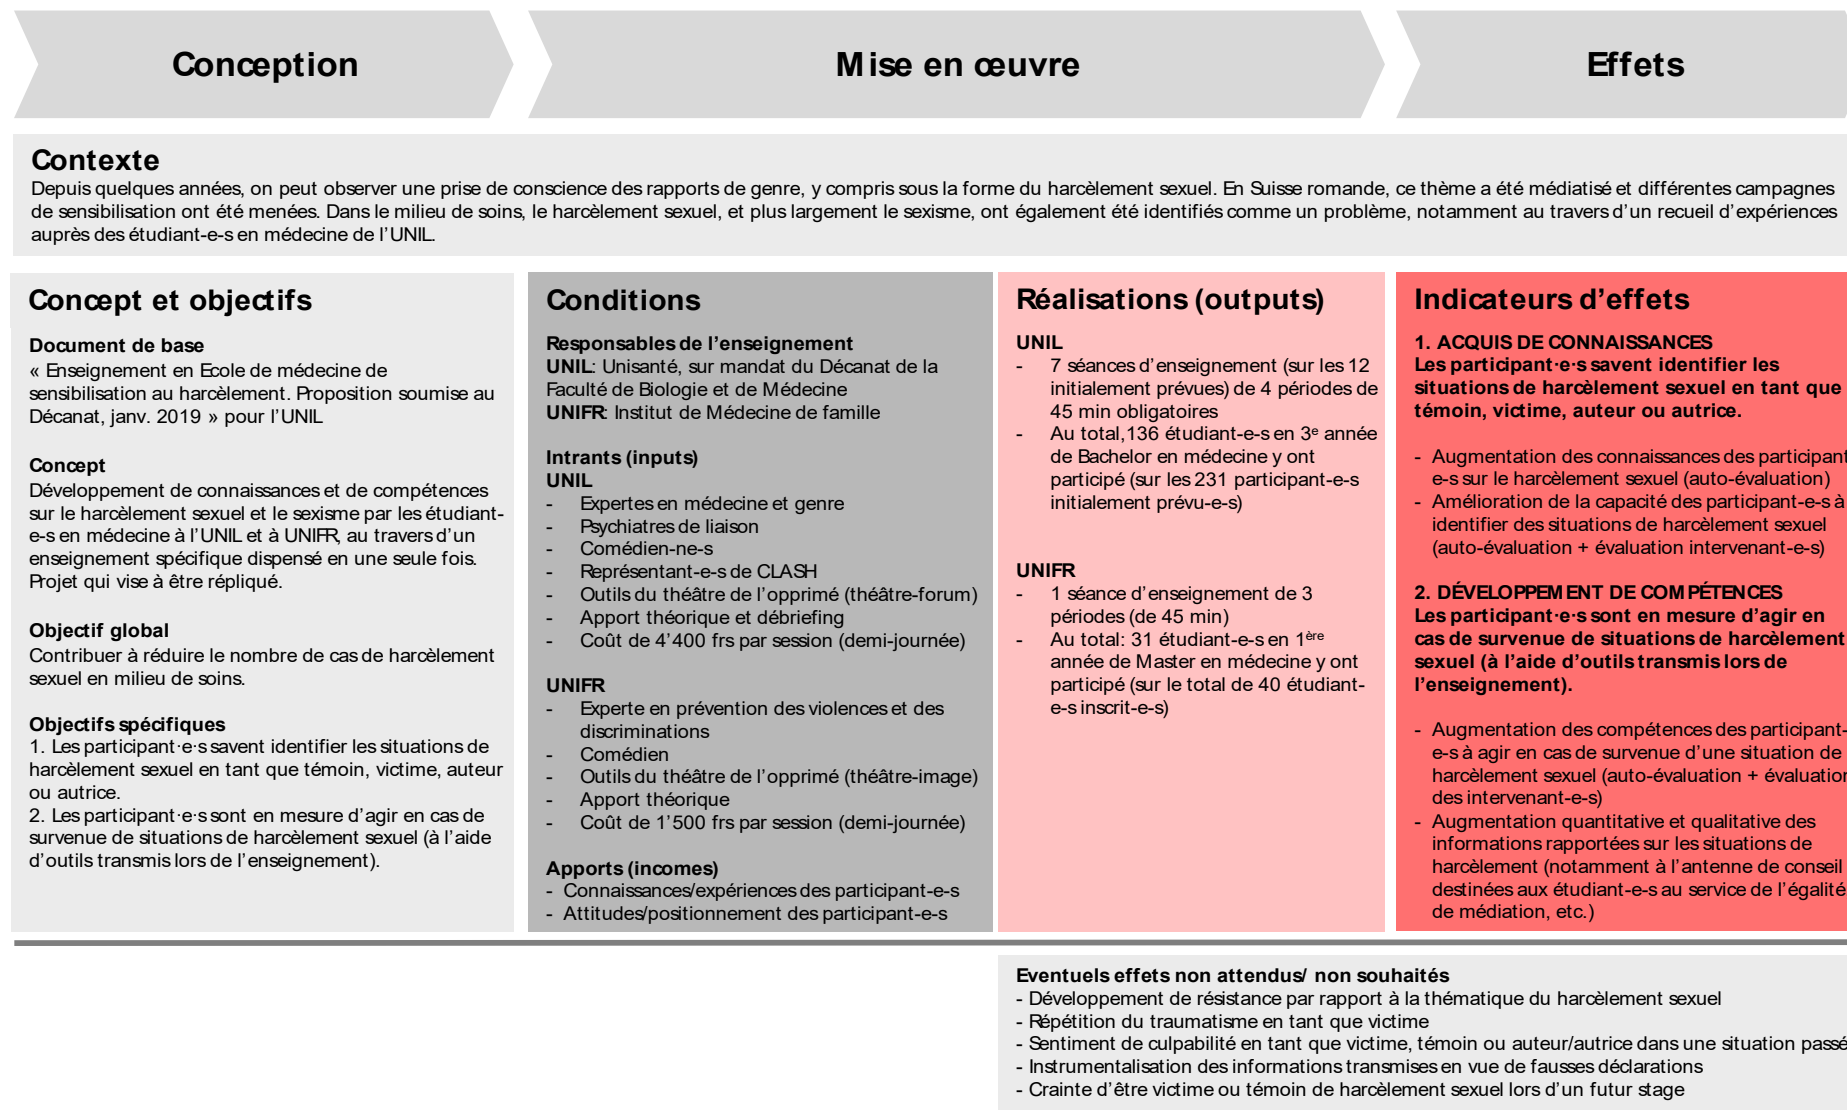 Conception
Mise en œuvre
Effets
Contexte
Depuis quelques années, on peut observer une prise de conscience des rapports de genre, y compris sous la forme du harcèlement sexuel. En Suisse romande, ce thème a été médiatisé et différentes campagnes
de sensibilisation ont été menées. Dans le milieu de soins, le harcèlement sexuel, et plus largement le sexisme, ont également été identifiés comme un problème, notamment au travers d'un recueil d'expériences
auprès des étudiant-e-s en médecine de l'UNIL.
Concept et objectifs
Document de base
« Enseignement en Ecole de médecine de
sensibilisation au harcèlement. Proposition soumise au
Décanat, janv. 2019 » pour l'UNIL
Concept
Développement de connaissances et de compétences
sur le harcèlement sexuel et le sexisme par les étudiant-
e-s en médecine à l'UNIL et à UNIFR, au travers d'un
enseignement spécifique dispensé en une seule fois.
Projet qui vise à être répliqué.
Objectif global
Contribuer à réduire le nombre de cas de harcèlement
sexuel en milieu de soins.
Objectifs spécifiques
1. Les participant·e·s savent identifier les situations de
harcèlement sexuel en tant que témoin, victime, auteur
ou autrice.
2. Les participant·e·s sont en mesure d'agir en cas de
survenue de situations de harcèlement sexuel (à l'aide
d'outils transmis lors de l'enseignement).
Conditions
Responsables de l'enseignement
UNIL: Unisanté, sur mandat du Décanat de la
Faculté de Biologie et de Médecine
UNIFR: Institut de Médecine de famille
Intrants (inputs)
UNIL
- Expertes en médecine et genre
- Psychiatres de liaison
- Comédien-ne-s
- Représentant-e-s de CLASH
- Outils du théâtre de l'opprimé (théâtre-forum)
- Apport théorique et débriefing
- Coût de 4'400 frs par session (demi-journée)
UNIFR
- Experte en prévention des violences et des
discriminations
- Comédien
- Outils du théâtre de l'opprimé (théâtre-image)
- Apport théorique
- Coût de 1'500 frs par session (demi-journée)
Apports (incomes)
- Connaissances/expériences des participant-e-s
- Attitudes/positionnement des participant-e-s
Réalisations (outputs)
UNIL
- 7 séances d'enseignement (sur les 12
initialement prévues) de 4 périodes de
45 min obligatoires
- Au total,136 étudiant-e-s en 3e année
de Bachelor en médecine y ont
participé (sur les 231 participant-e-s
initialement prévu-e-s)
UNIFR
- 1 séance d'enseignement de 3
périodes (de 45 min)
- Au total: 31 étudiant-e-s en 1ère
année de Master en médecine y ont
participé (sur le total de 40 étudiant-
e-s inscrit-e-s)
Indicateurs d'effets
1. ACQUIS DE CONNAISSANCES
Les participant·e·s savent identifier les
situations de harcèlement sexuel en tant que
témoin, victime, auteur ou autrice.
- Augmentation des connaissances des participant
e-s sur le harcèlement sexuel (auto-évaluation)
- Amélioration de la capacité des participant-e-s à
identifier des situations de harcèlement sexuel
(auto-évaluation + évaluation intervenant-e-s)
2. DÉVELOPPEMENT DE COMPÉTENCES
Les participant·e·s sont en mesure d'agir en
cas de survenue de situations de harcèlement
sexuel (à l'aide d'outils transmis lors de
l'enseignement).
- Augmentation des compétences des participant-
e-s à agir en cas de survenue d'une situation de
harcèlement sexuel (auto-évaluation + évaluation
des intervenant-e-s)
- Augmentation quantitative et qualitative des
informations rapportées sur les situations de
harcèlement (notamment à l'antenne de conseil
destinées aux étudiant-e-s au service de l'égalité
de médiation, etc.)
Eventuels effets non attendus/ non souhaités
- Développement de résistance par rapport à la thématique du harcèlement sexuel
- Répétition du traumatisme en tant que victime
- Sentiment de culpabilité en tant que victime, témoin ou auteur/autrice dans une situation passé
- Instrumentalisation des informations transmises en vue de fausses déclarations
- Crainte d'être victime ou témoin de harcèlement sexuel lors d'un futur stage